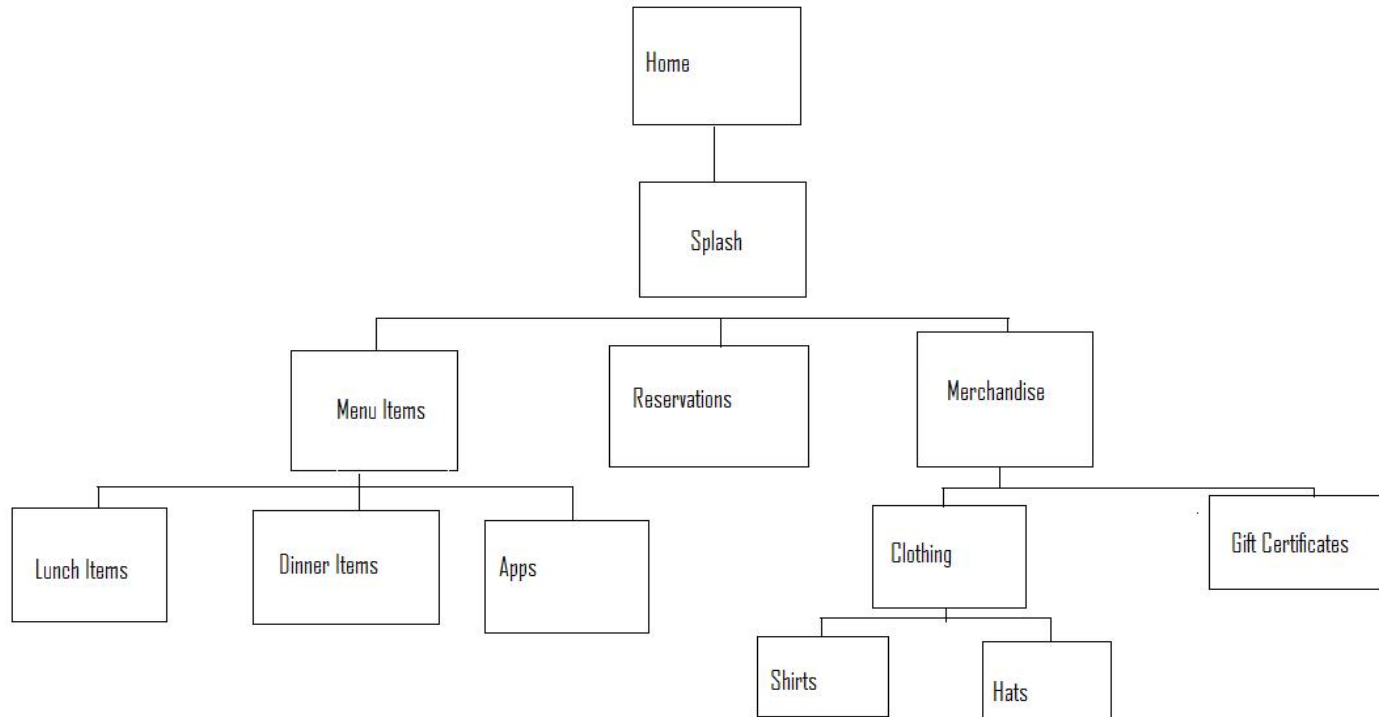 Home
Splash
Menu Items
Reservations
Merchandise
Lunch Items
Dinner Items
Apps
Clothing
Gift Certificates
Shirts
Hats